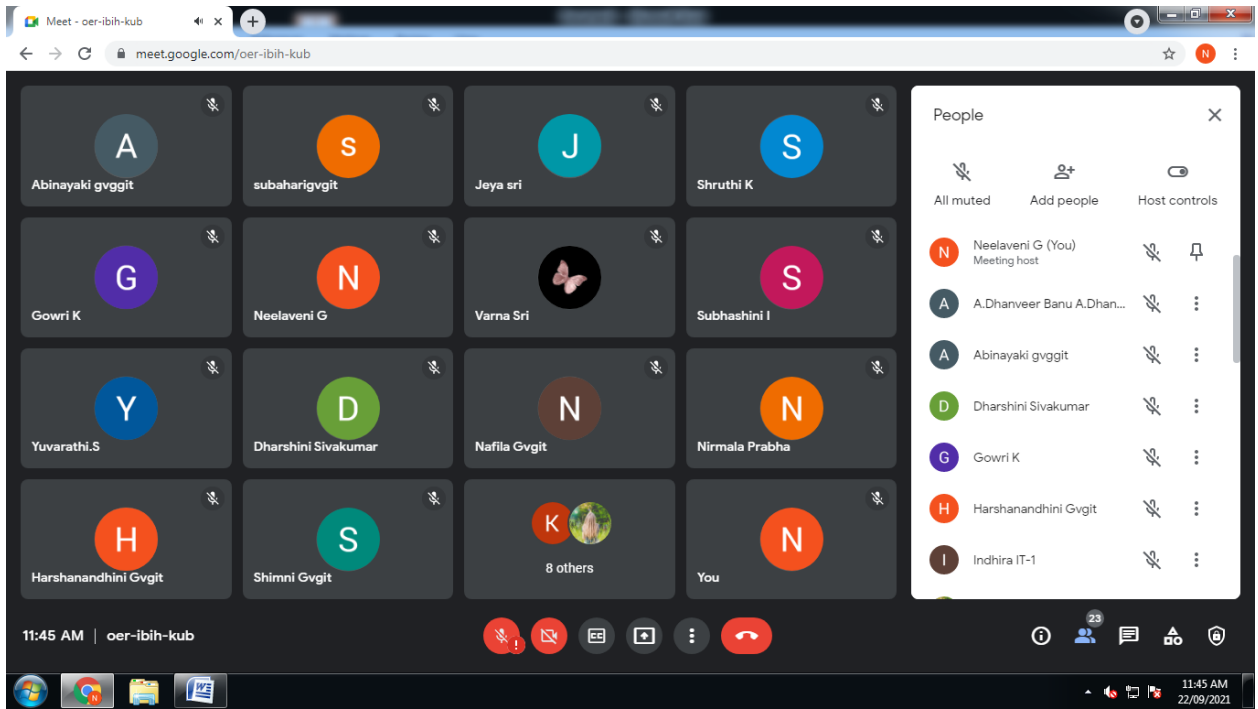 Meet - oer-ibih-kub
meet.google.com/oer-ibih-kub
N
A
Abinayaki gvggit
s
subaharigvgit
J
Jeya sri
S
Shruthi K
G
Gowri K
N
Neelaveni G
Varna Sri
S
Subhashini I
Y
Yuvarathi.S
D
Dharshini Sivakumar
N
Nafila Gvgit
N
Nirmala Prabha
H
Harshanandhini Gvgit
S
Shimni Gvgit
K
8 others
N
You
People
All muted
Add people
Host controls
N
Neelaveni G (You)
Meeting host
A
A.Dhanveer Banu A.Dhan...
A
Abinayaki gvggit
D
Dharshini Sivakumar
G
Gowri K
H
Harshanandhini Gvgit
I
Indhira IT-1
11:45 AM | oer-ibih-kub
!
CC
23
N
W
11:45 AM
22/09/2021